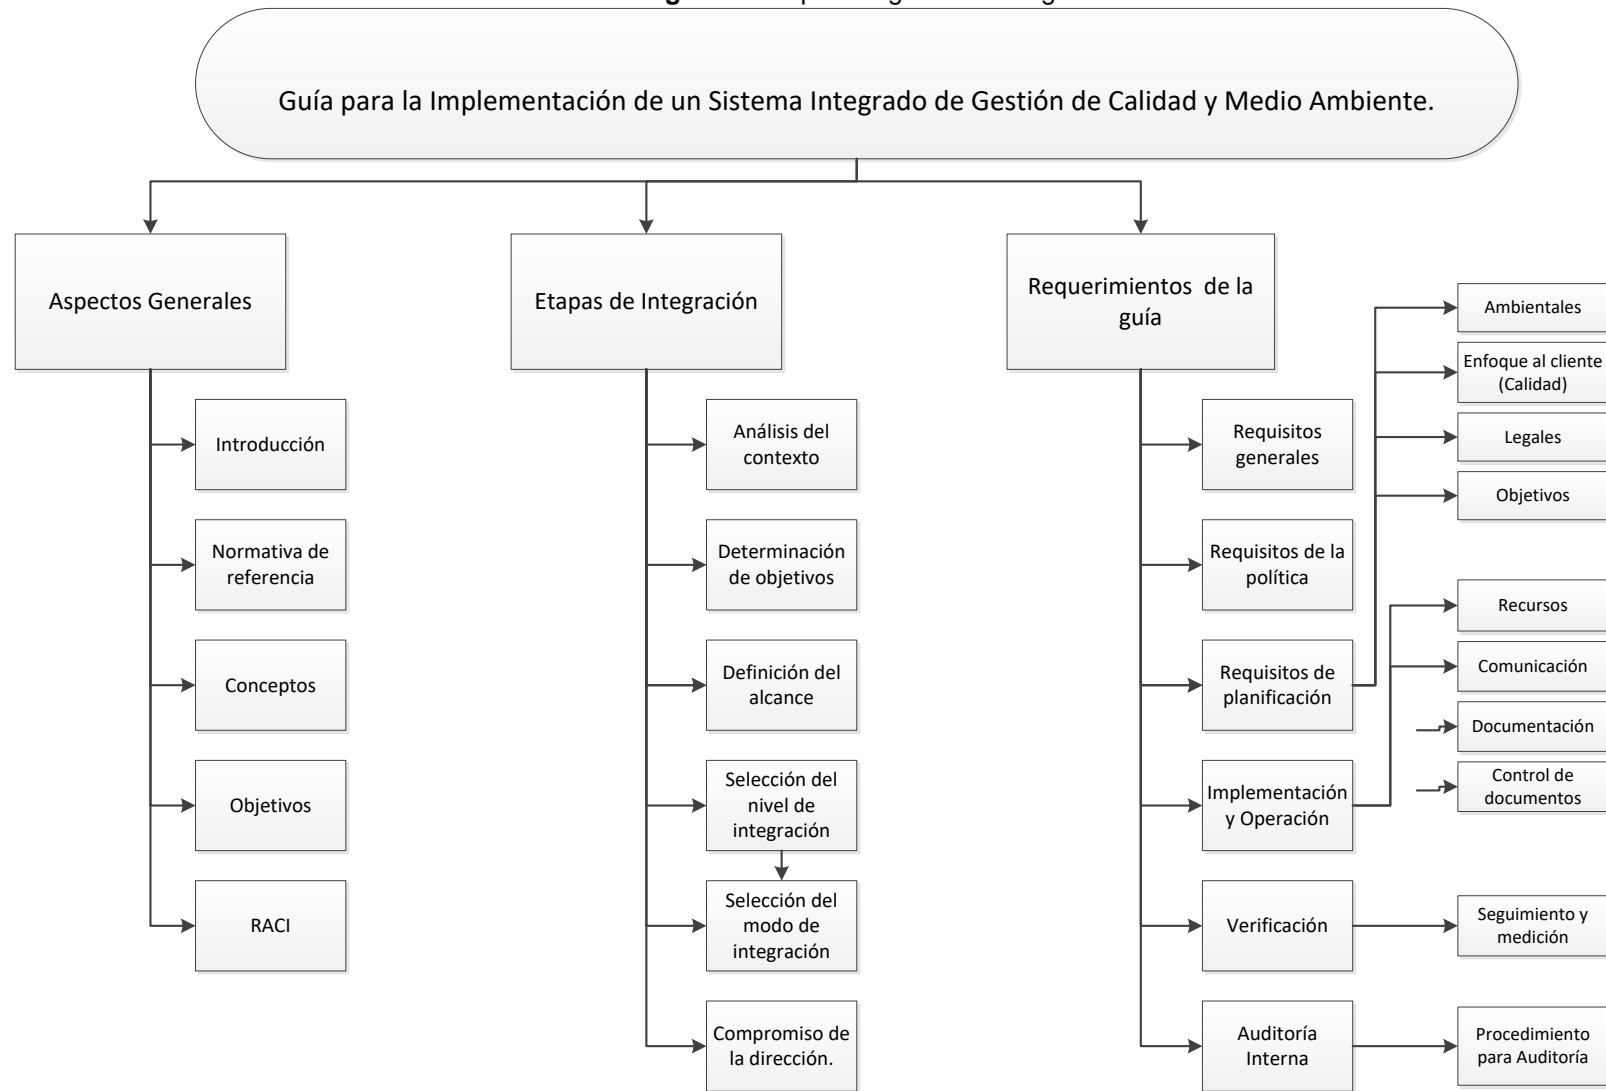 Guía para la Implementación de un Sistema Integrado de Gestión de Calidad y Medio Ambiente.
Aspectos Generales
Introducción
Normativa de
referencia
Conceptos
Objetivos
RACI
Etapas de Integración
Análisis del
contexto
Determinación
de objetivos
Definición del
alcance
Selección del
nivel de
integración
Selección del
modo de
integración
Compromiso de
la dirección.
Requerimientos de la
guía
Requisitos
generales
Requisitos de la
política
Requisitos de
planificación
Ambientales
Enfoque al cliente
(Calidad)
Legales
Objetivos
Implementación
y Operación
Recursos
Comunicación
Documentación
Control de
documentos
Verificación
Seguimiento y
medición
Auditoría
Interna
Procedimiento
para Auditoría